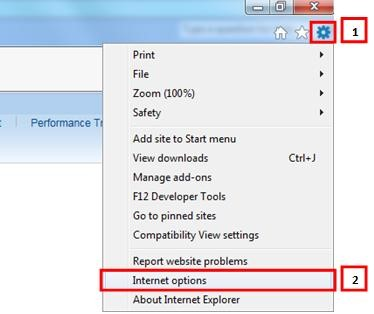 1
Performance Tr
Print
File
Zoom (100%)
Safety
Add site to Start menu
View downloads Ctrl+J
Manage add-ons
F12 Developer Tools
Go to pinned sites
Compatibility View settings
Report website problems
Internet options 2
About Internet Explorer